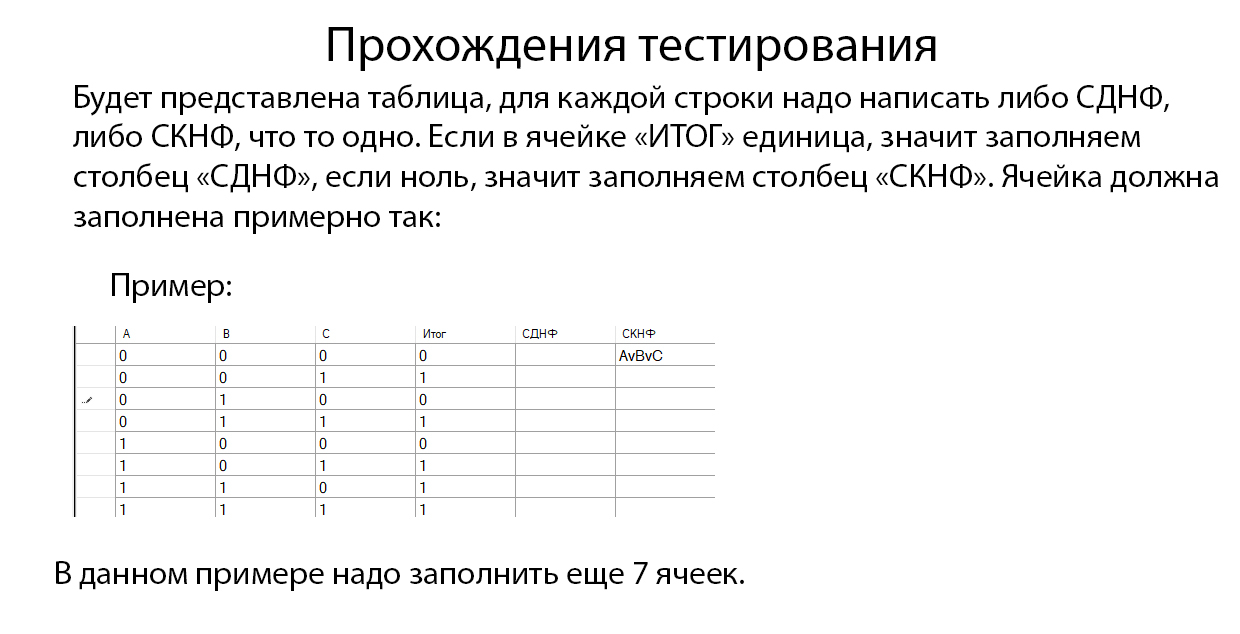 Прохождения тестирования
Будет представлена таблица, для каждой строки надо написать либо СДНФ,
либо СКНФ, что то одно. Если в ячейке «ИТОГ» единица, значит заполняем
столбец «СДНФ», если ноль, значит заполняем столбец «СКНФ». Ячейка должна
заполнена примерно так:
Пример:
A B C Итог СДНФ СКНФ
0 0 0 0 AvBvC
0 0 1 1
0 1 0 0
0 1 1 1
1 0 0 0
1 0 1 1
1 1 0 1
1 1 1 1
В данном примере надо заполнить еще 7 ячеек.